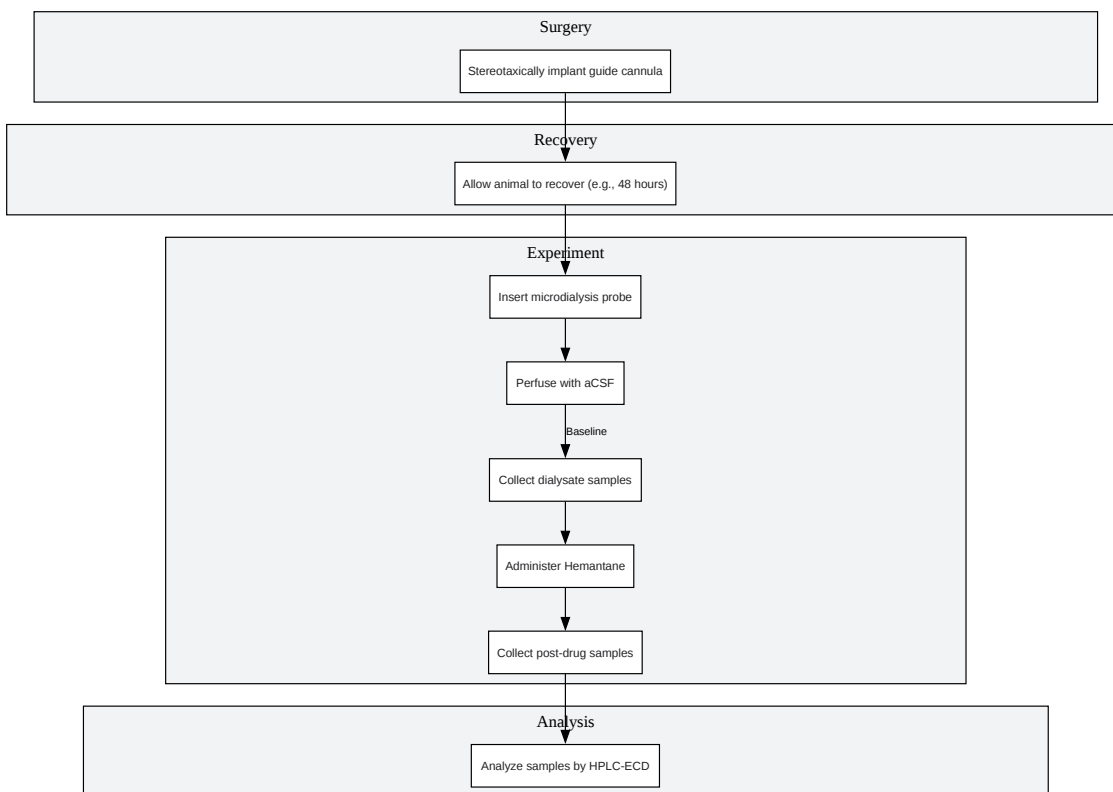 Surgery
Stereotaxically implant guide cannula
Recovery
Allow animal to recover (e.g., 48 hours)
Experiment
Insert microdialysis probe
Perfuse with aCSF
Baseline
Collect dialysate samples
Administer Hemantane
Collect post-drug samples
Analysis
Analyze samples by HPLC-ECD